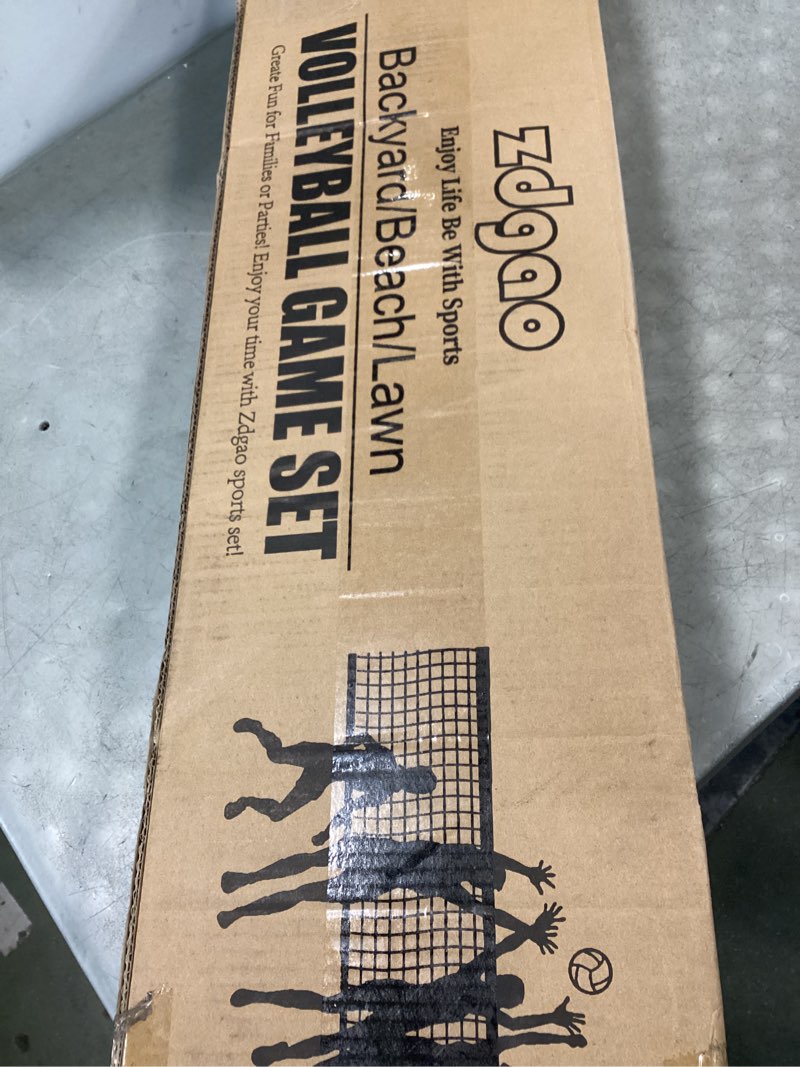 zdgao
Enjoy Life Be With Sports
Backyard/Beach/Lawn
VOLLEYBALL GAME SET
Greate Fun for Families or Parties! Enjoy your time with Zdgao sports set!